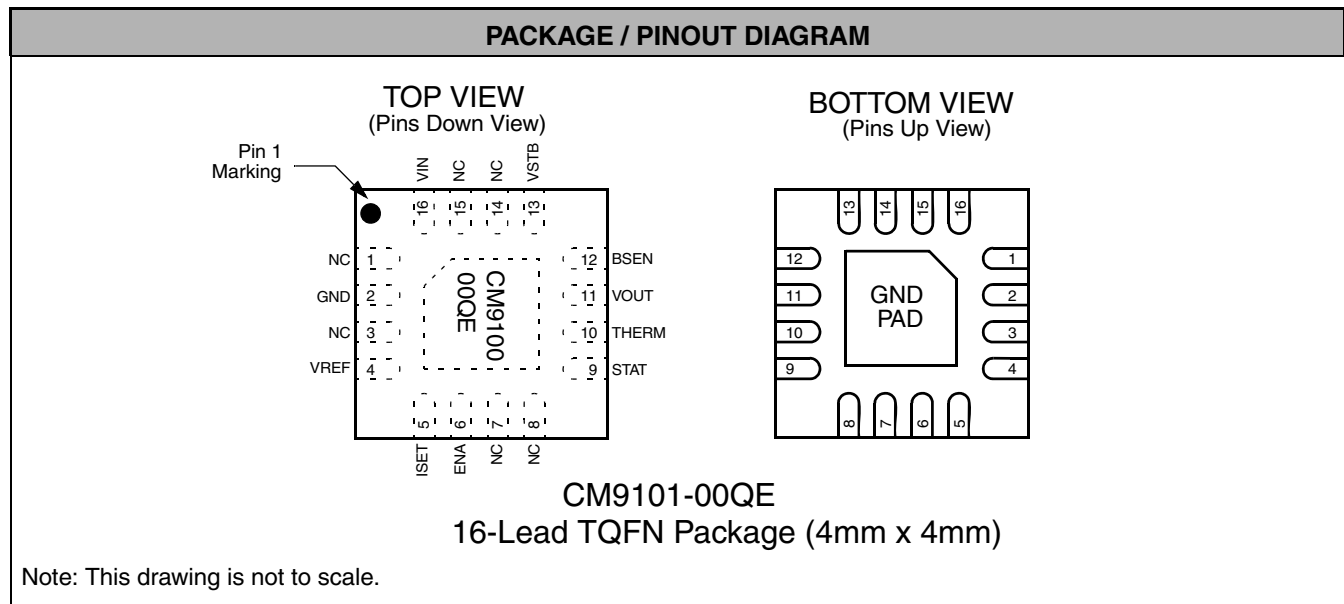 PACKAGE / PINOUT DIAGRAM
TOP VIEW
(Pins Down View)
Pin 1
Marking
VIN
NC
NC
VSTB
16
15
14
13
NC 1
GND 2
NC 3
VREF 4
CM9100
00QE
12 BSEN
11 VOUT
10 THERM
9 STAT
5
6
7
8
ISET
ENA
NC
NC
BOTTOM VIEW
(Pins Up View)
13
14
15
16
12
11
10
9
GND
PAD
1
2
3
4
8
7
6
5
CM9101-00QE
16-Lead TQFN Package (4mm x 4mm)
Note: This drawing is not to scale.